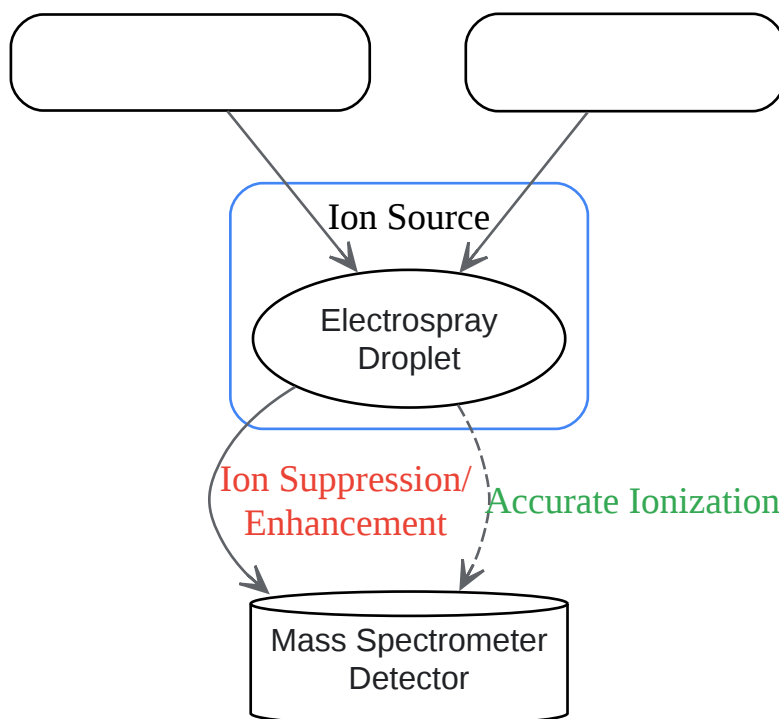 Ion Source
Electrospray
Droplet
Ion Suppression/
Enhancement
Accurate Ionization
Mass Spectrometer
Detector